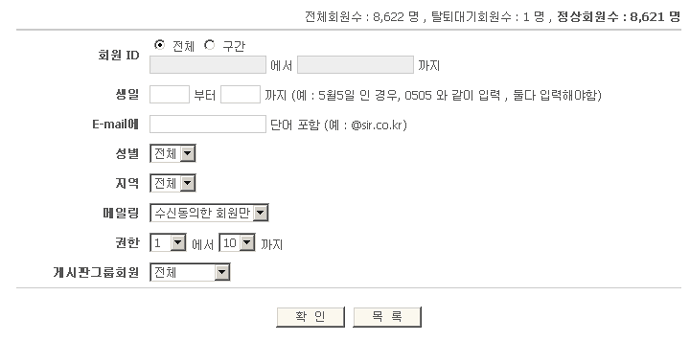 전체회원수 : 8,622 명 , 탈퇴대기회원수 : 1 명 , 정상회원수 : 8,621 명
회원 ID 전체 구간
에서 까지
생일 부터 까지 (예 : 5월5일 인 경우, 0505 와 같이 입력 , 둘다 입력해야함)
E-mail에 단어 포함 (예 : @sir.co.kr)
성별 전체
지역 전체
메일링 수신동의한 회원만
권한 1 에서 10 까지
게시판그룹회원 전체
확 인 목 록